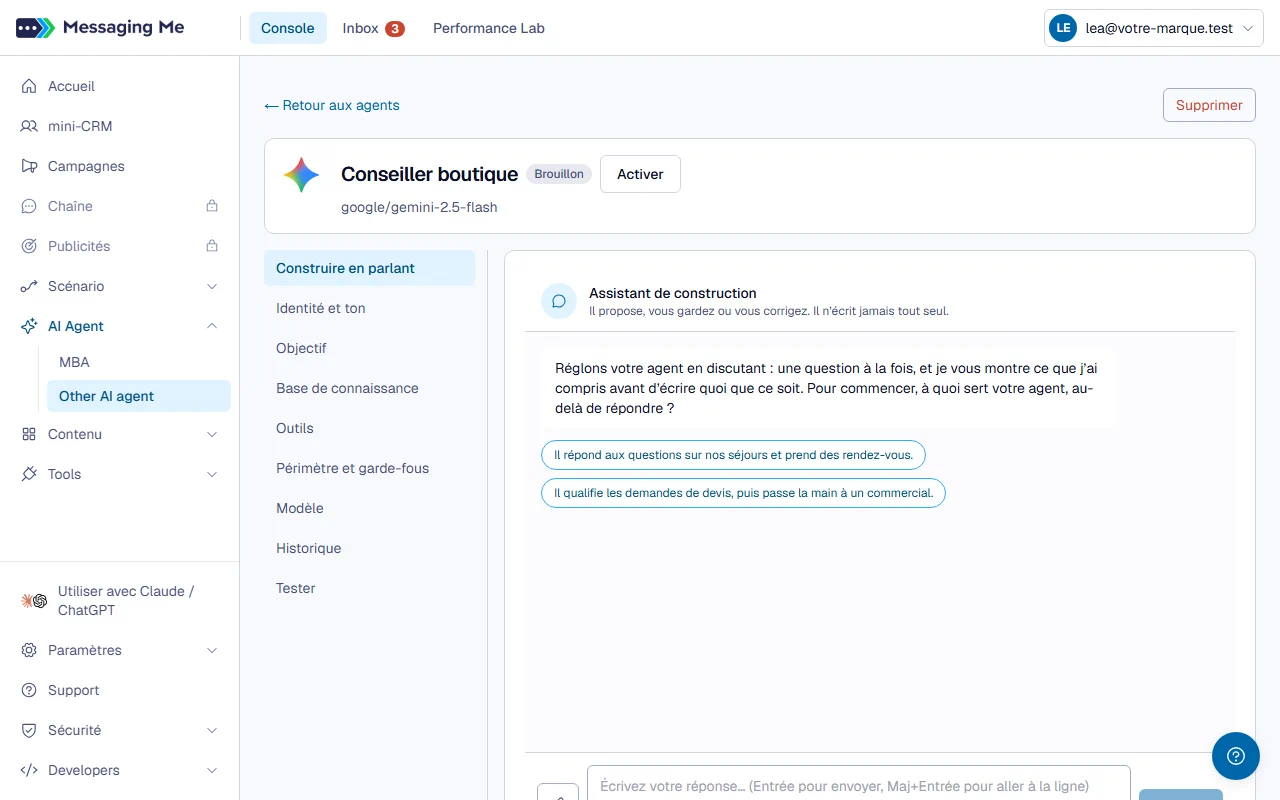 Messaging Me
Console
Inbox 3
Performance Lab
LE lea@votre-marque.test
Accueil
mini-CRM
Campagnes
Chaîne
Publicités
Scénario
AI Agent
MBA
Other AI agent
Contenu
Tools
Utiliser avec Claude /
ChatGPT
Paramètres
Support
Sécurité
Developers
← Retour aux agents
Supprimer
Conseiller boutique Brouillon Activer
google/gemini-2.5-flash
Construire en parlant
Identité et ton
Objectif
Base de connaissance
Outils
Périmètre et garde-fous
Modèle
Historique
Tester
Assistant de construction
Il propose, vous gardez ou vous corrigez. Il n'écrit jamais tout seul.
Réglons votre agent en discutant : une question à la fois, et je vous montre ce que j'ai
compris avant d'écrire quoi que ce soit. Pour commencer, à quoi sert votre agent, au-
delà de répondre ?
Il répond aux questions sur nos séjours et prend des rendez-vous.
Il qualifie les demandes de devis, puis passe la main à un commercial.
Écrivez votre réponse… (Entrée pour envoyer, Maj+Entrée pour aller à la ligne)